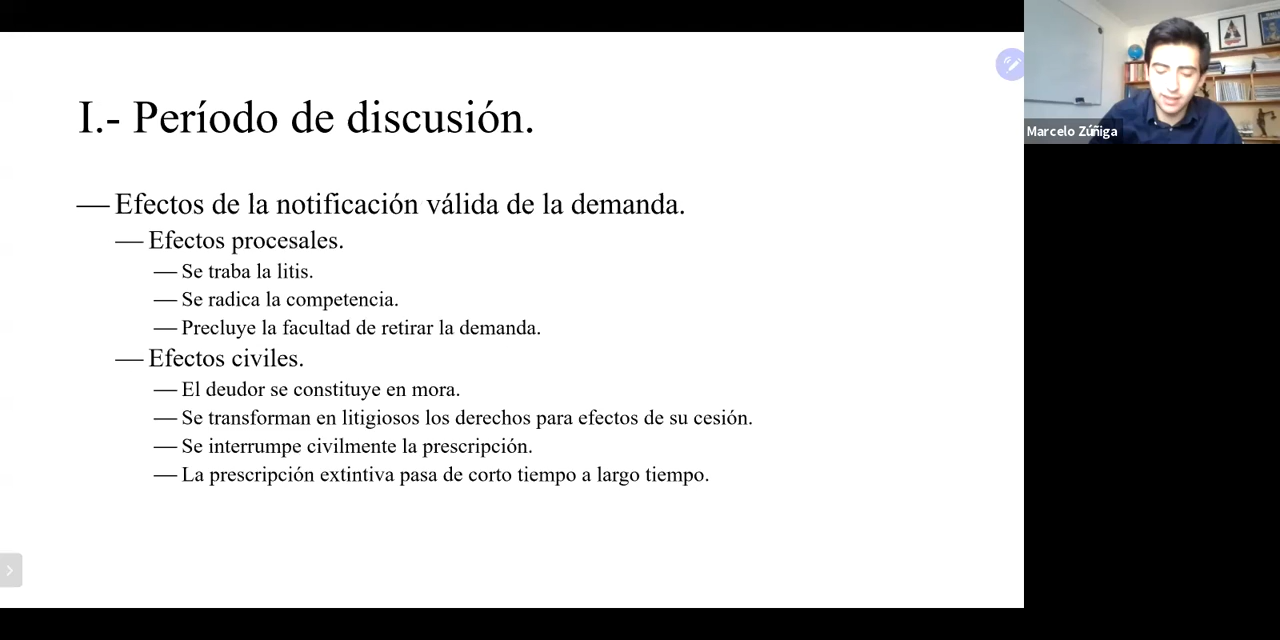 I.- Período de discusión.
— Efectos de la notificación válida de la demanda.
— Efectos procesales.
— Se traba la litis.
— Se radica la competencia.
— Precluye la facultad de retirar la demanda.
— Efectos civiles.
— El deudor se constituye en mora.
— Se transforman en litigiosos los derechos para efectos de su cesión.
— Se interrumpe civilmente la prescripción.
— La prescripción extintiva pasa de corto tiempo a largo tiempo.
Marcelo Zúñiga